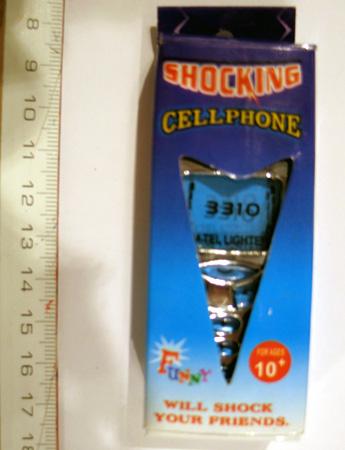 SHOCKING
CELLPHONE
3310
A-TEL LIGHTE
FUNNY
FOR AGES
10+
WILL SHOCK
YOUR FRIENDS.
8
9
10
11
12
13
14
15
16
17
18